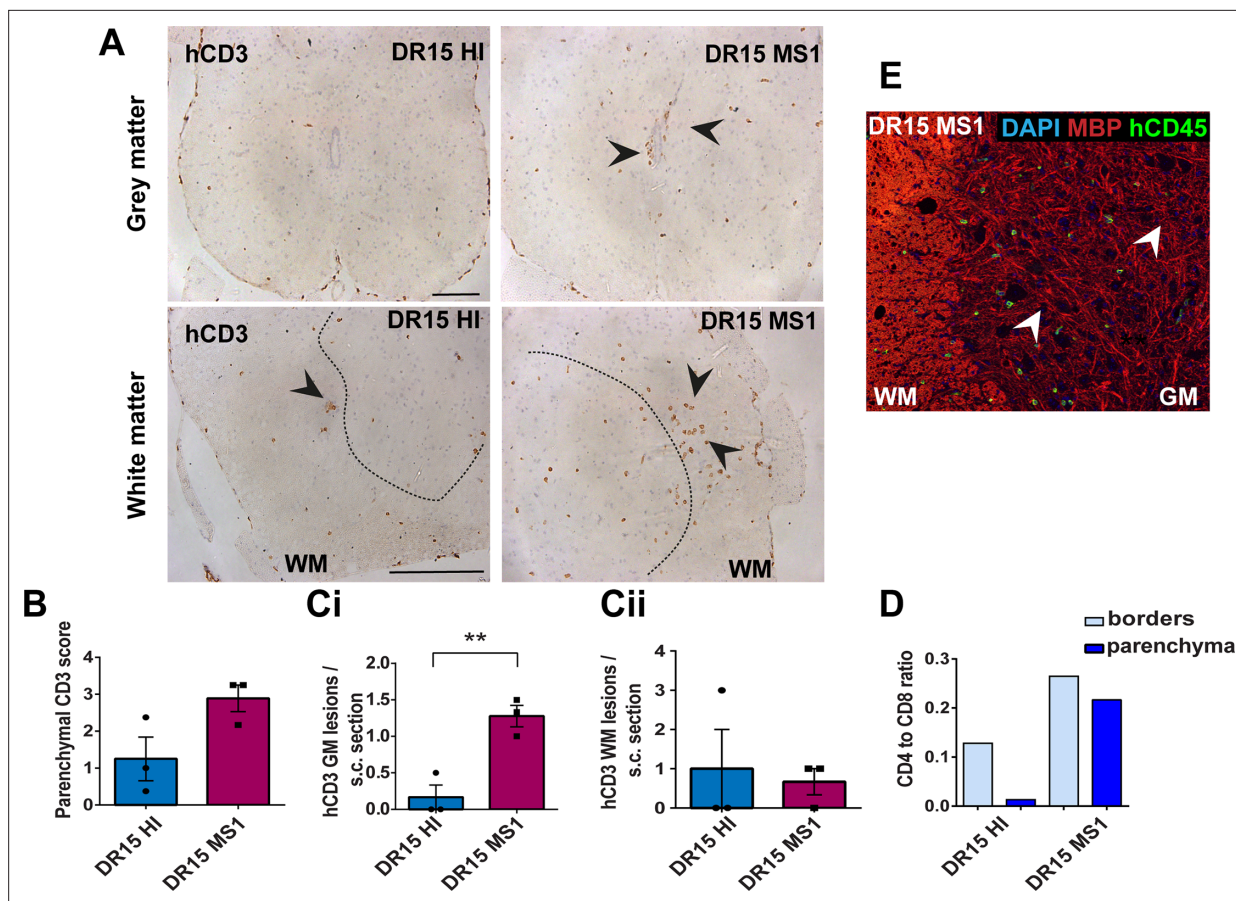 A
hCD3
DR15 HI
DR15 MS1
Grey matter
hCD3
DR15 HI
DR15 MS1
White matter
WM
WM
E
DR15 MS1
DAPI MBP hCD45
WM
GM
**
B
Parenchymal CD3 score
4
3
2
1
0
DR15 HI
DR15 MS1
Ci
hCD3 GM lesions /
s.c. section
**
2.0
1.5
1.0
0.5
0.0
DR15 HI
DR15 MS1
Cii
hCD3 WM lesions /
s.c. section
4
3
2
1
0
DR15 HI
DR15 MS1
D
borders
parenchyma
CD4 to CD8 ratio
0.3
0.2
0.1
0.0
DR15 HI
DR15 MS1